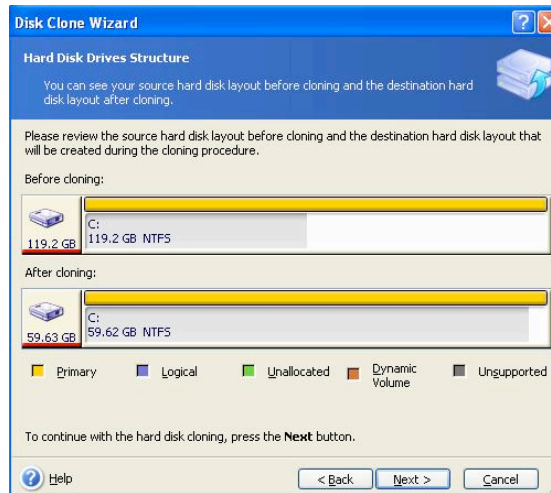 Disk Clone Wizard
Hard Disk Drives Structure
You can see your source hard disk layout before cloning and the destination hard
disk layout after cloning.
Please review the source hard disk layout before cloning and the destination hard disk layout that
will be created during the cloning procedure.
Before cloning:
119.2 GB
C:
119.2 GB NTFS
After cloning:
59.63 GB
C:
59.62 GB NTFS
Primary Logical Unallocated Dynamic Volume Unsupported
To continue with the hard disk cloning, press the Next button.
? Help < Back Next > Cancel